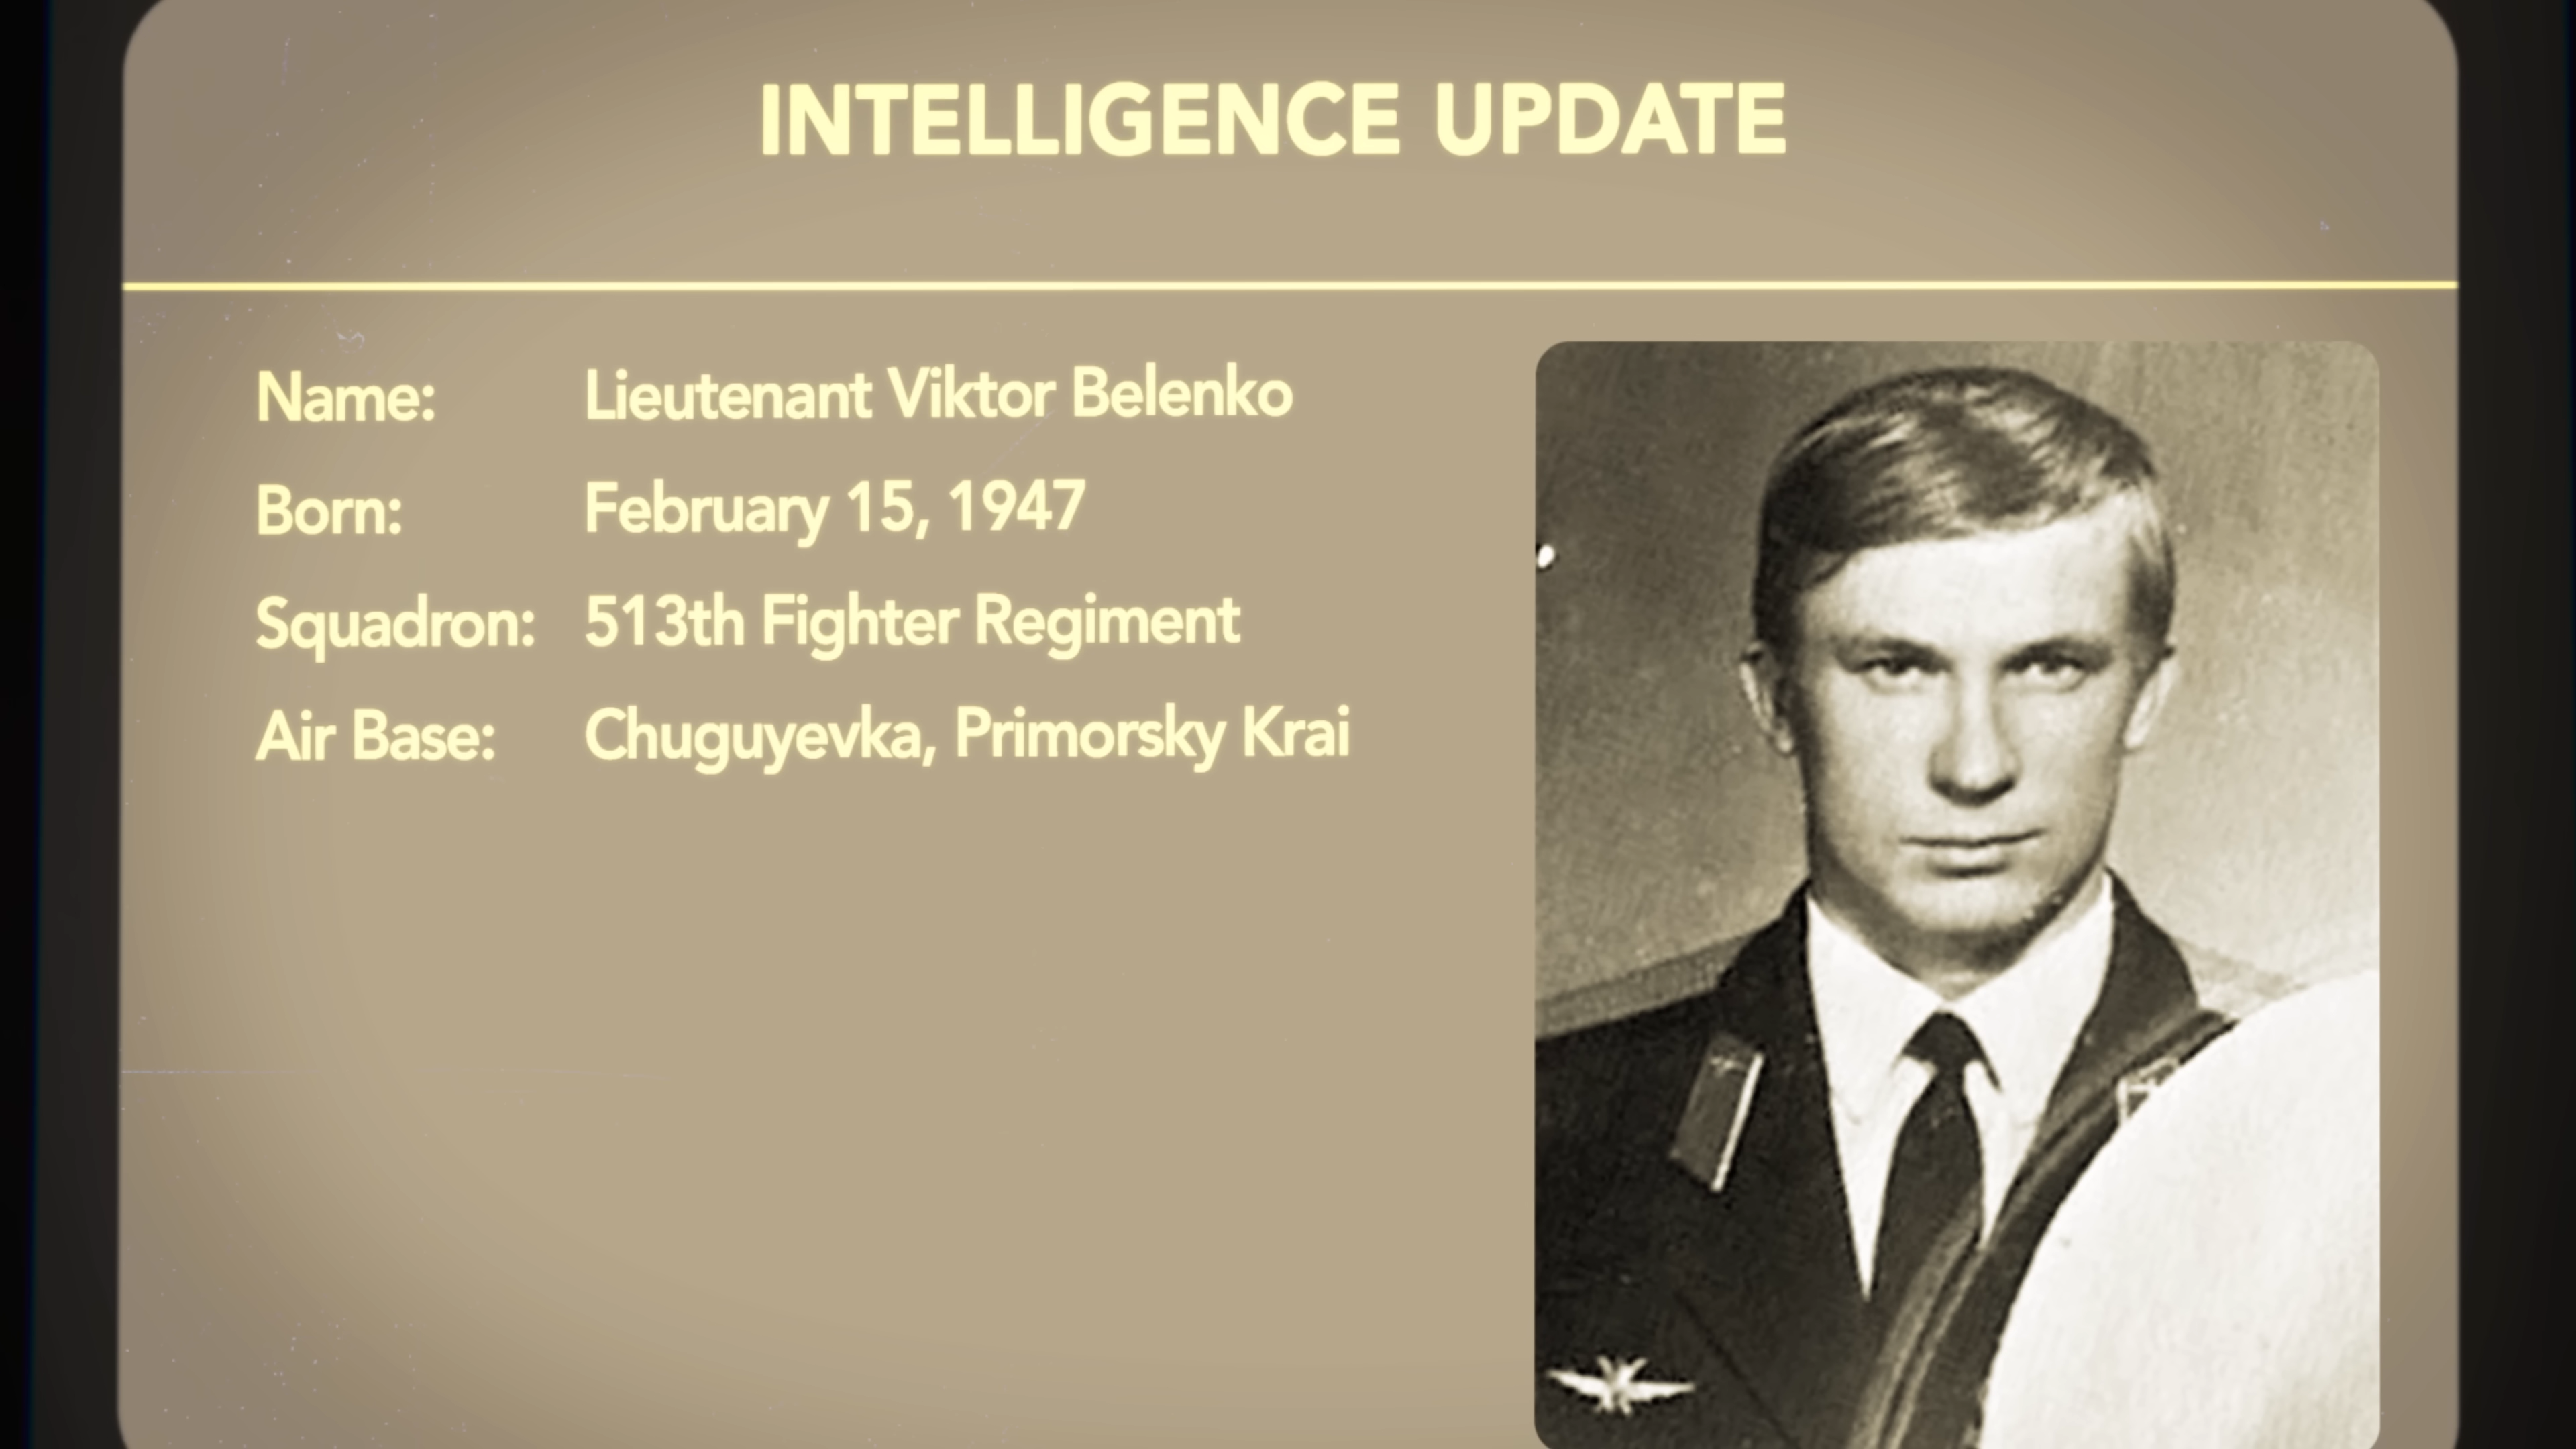 INTELLIGENCE UPDATE
Name: Lieutenant Viktor Belenko
Born: February 15, 1947
Squadron: 513th Fighter Regiment
Air Base: Chuguyevka, Primorsky Krai